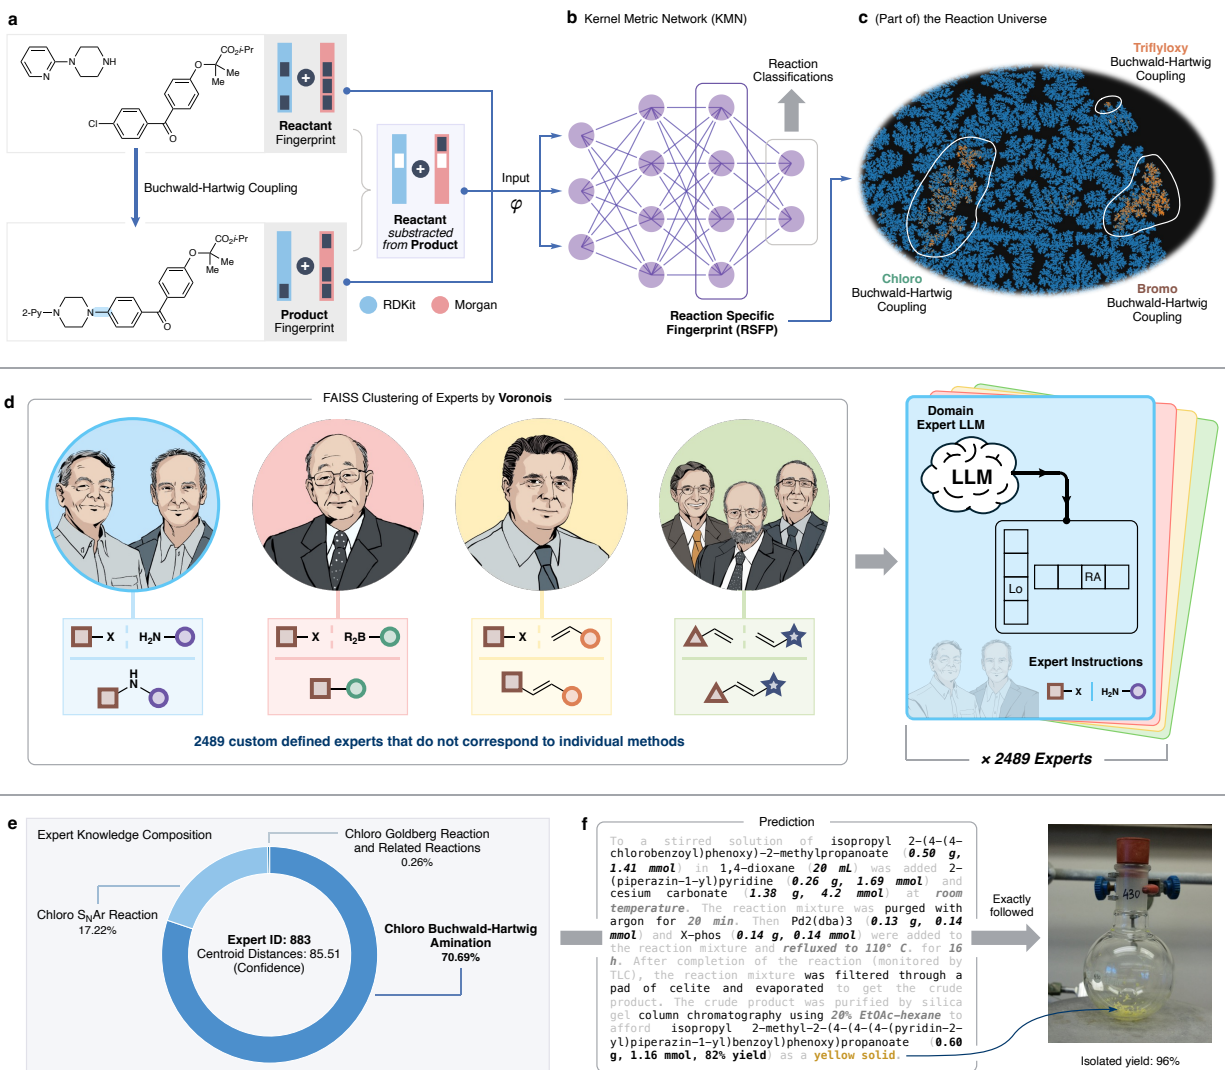 a
CO2i-Pr
O
Me
Me
N
NH
N
Cl
O
Reactant
Fingerprint
Buchwald-Hartwig Coupling
CO2i-Pr
O
Me
Me
2-Py
N
N
O
Product
Fingerprint
Reactant
substracted
from Product
RDKit
Morgan
b Kernel Metric Network (KMN)
Input
φ
Reaction
Classifications
Reaction Specific
Fingerprint (RSFP)
c (Part of) the Reaction Universe
Triflyloxy
Buchwald-Hartwig
Coupling
Chloro
Buchwald-Hartwig
Coupling
Bromo
Buchwald-Hartwig
Coupling
d
FAISS Clustering of Experts by Voronois
X H2N
H
N
X R2B
X
2489 custom defined experts that do not correspond to individual methods
Domain
Expert LLM
LLM
Lo
RA
Expert Instructions
X H2N
× 2489 Experts
e
Expert Knowledge Composition
Chloro Goldberg Reaction
and Related Reactions
0.26%
Chloro SNAr Reaction
17.22%
Expert ID: 883
Centroid Distances: 85.51
(Confidence)
Chloro Buchwald-Hartwig
Amination
70.69%
f
Prediction
To a stirred solution of isopropyl 2-(4-(4-
chlorobenzoyl)phenoxy)-2-methylpropanoate (0.50 g,
1.41 mmol) in 1,4-dioxane (20 mL) was added 2-
(piperazin-1-yl)pyridine (0.26 g, 1.69 mmol) and
cesium carbonate (1.38 g, 4.2 mmol) at room
temperature. The reaction mixture was purged with
argon for 20 min. Then Pd2(dba)3 (0.13 g, 0.14
mmol) and X-phos (0.14 g, 0.14 mmol) were added to
the reaction mixture and refluxed to 110° C. for 16
h. After completion of the reaction (monitored by
TLC), the reaction mixture was filtered through a
pad of celite and evaporated to get the crude
product. The crude product was purified by silica
gel column chromatography using 20% EtOAc-hexane to
afford isopropyl 2-methyl-2-(4-(4-(4-(pyridin-2-
yl)piperazin-1-yl)benzoyl)phenoxy)propanoate (0.60
g, 1.16 mmol, 82% yield) as a yellow solid.
Exactly
followed
430
Isolated yield: 96%